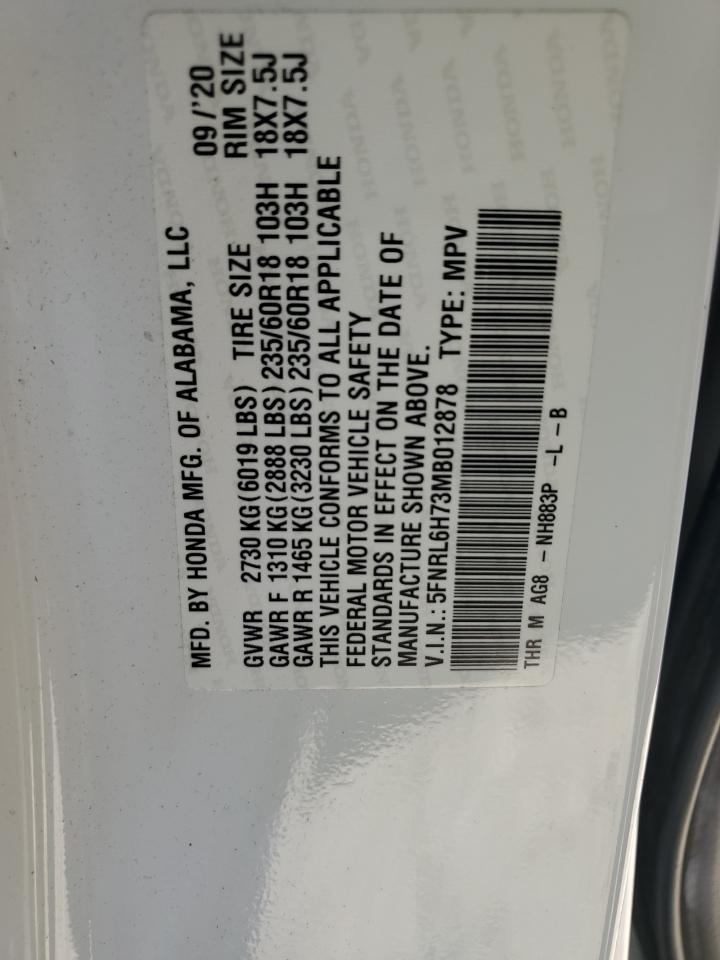 MFD. BY HONDA MFG. OF ALABAMA, LLC 09/'20
GVWR 2730 KG(6019 LBS) TIRE SIZE RIM SIZE
GAWR F 1310 KG(2888 LBS) 235/60R18 103H 18X7.5J
GAWR R 1465 KG(3230 LBS) 235/60R18 103H 18X7.5J
THIS VEHICLE CONFORMS TO ALL APPLICABLE
FEDERAL MOTOR VEHICLE SAFETY
STANDARDS IN EFFECT ON THE DATE OF
MANUFACTURE SHOWN ABOVE.
V.I.N.: 5FNRL6H73MB012878 TYPE: MPV
THR M AG8 - NH883P -L -B